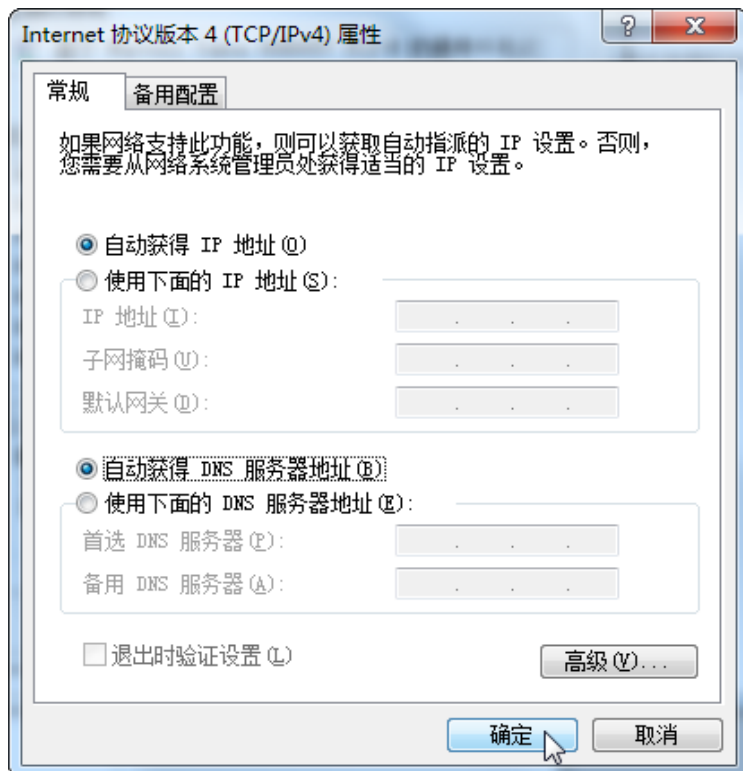 Internet 协议版本 4 (TCP/IPv4) 属性
常规
备用配置
如果网络支持此功能，则可以获取自动指派的 IP 设置。否则，
您需要从网络系统管理员处获得适当的 IP 设置。
自动获得 IP 地址(O)
使用下面的 IP 地址(S):
IP 地址(I):
子网掩码(U):
默认网关(D):
自动获得 DNS 服务器地址(B)
使用下面的 DNS 服务器地址(E):
首选 DNS 服务器(P):
备用 DNS 服务器(A):
退出时验证设置(L)
高级(V)...
确定
取消